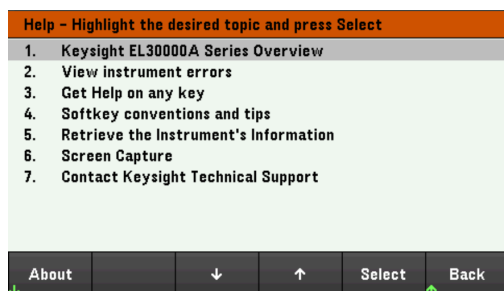 Help - Highlight the desired topic and press Select
1. Keysight EL30000A Series Overview
2. View instrument errors
3. Get Help on any key
4. Softkey conventions and tips
5. Retrieve the Instrument's Information
6. Screen Capture
7. Contact Keysight Technical Support
About ↓ ↑ Select Back